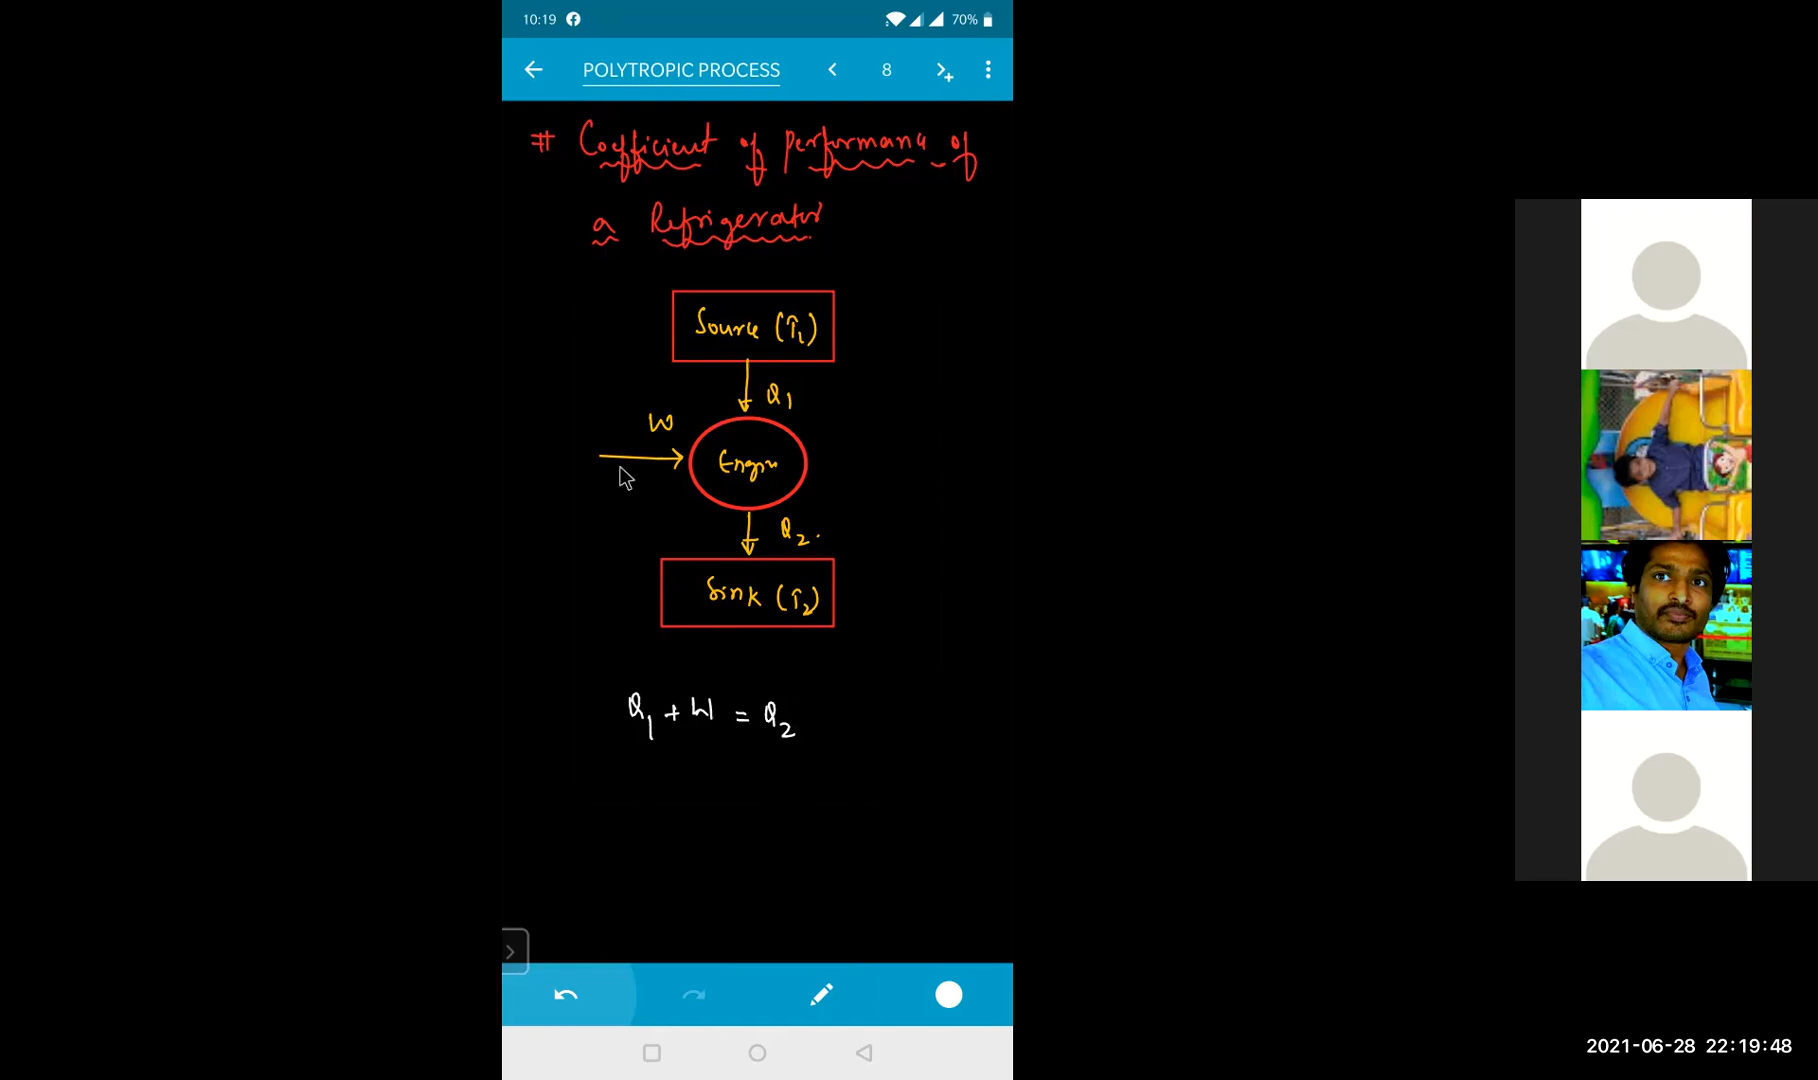 10:19 70%
POLYTROPIC PROCESS 8
# Coefficient of performance of
a Refrigerator
Source (T₁)
Q₁
W
Engine
Q₂.
Sink (T₂)
Q₁ + W = Q₂
2021-06-28 22:19:48